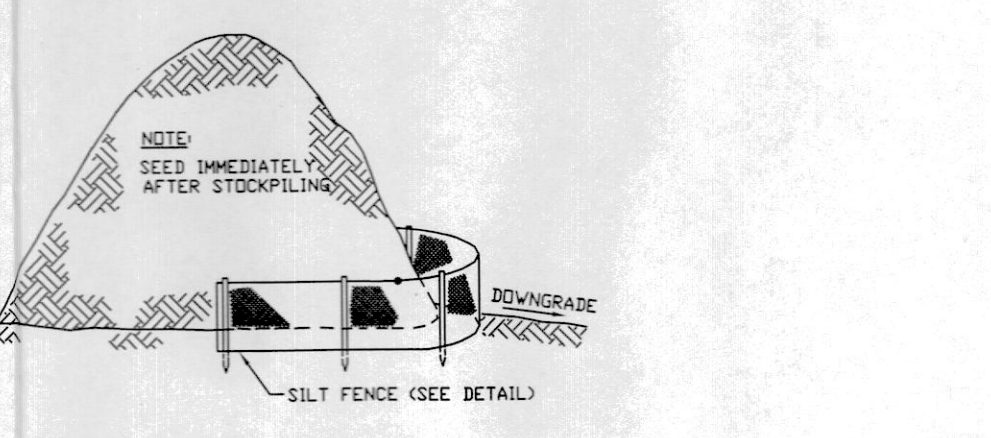 NOTE:
SEED IMMEDIATELY
AFTER STOCKPILING
DOWNGRADE
SILT FENCE (SEE DETAIL)